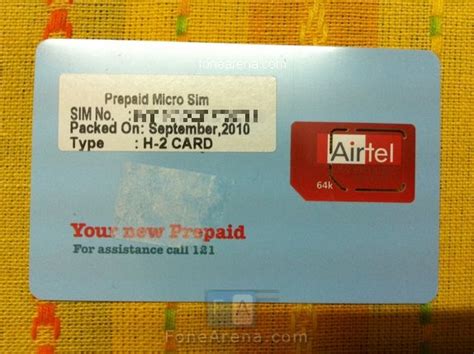 foneArena.com
Prepaid Micro Sim
SIM No. :
Packed On: September,2010
Type : H-2 CARD
Airtel
64k
Your new Prepaid
For assistance call 121
FA
FoneArena.com